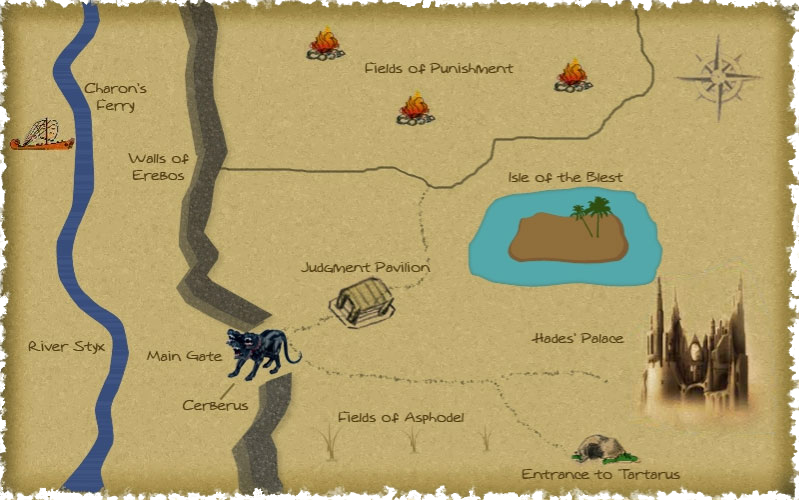 Fields of Punishment
Charon's
Ferry
Walls of
Erebos
Isle of the Blest
Judgment Pavilion
River Styx
Main Gate
Hades' Palace
Cerberus
Fields of Asphodel
Entrance to Tartarus